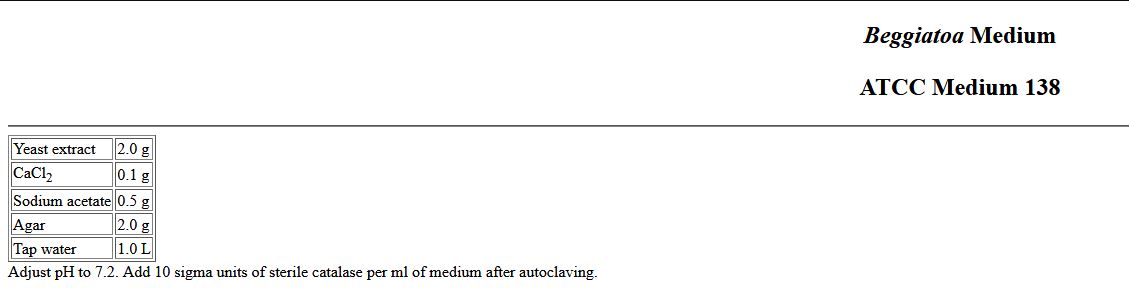 Beggiatoa Medium
ATCC Medium 138
Yeast extract 2.0 g
CaCl₂ 0.1 g
Sodium acetate 0.5 g
Agar 2.0 g
Tap water 1.0 L
Adjust pH to 7.2. Add 10 sigma units of sterile catalase per ml of medium after autoclaving.